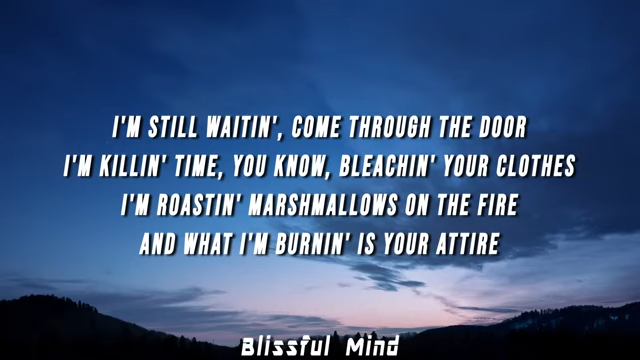 I'M STILL WAITIN', COME THROUGH THE DOOR
I'M KILLIN' TIME, YOU KNOW, BLEACHIN' YOUR CLOTHES
I'M ROASTIN' MARSHMALLOWS ON THE FIRE
AND WHAT I'M BURNIN' IS YOUR ATTIRE
Blissful Mind